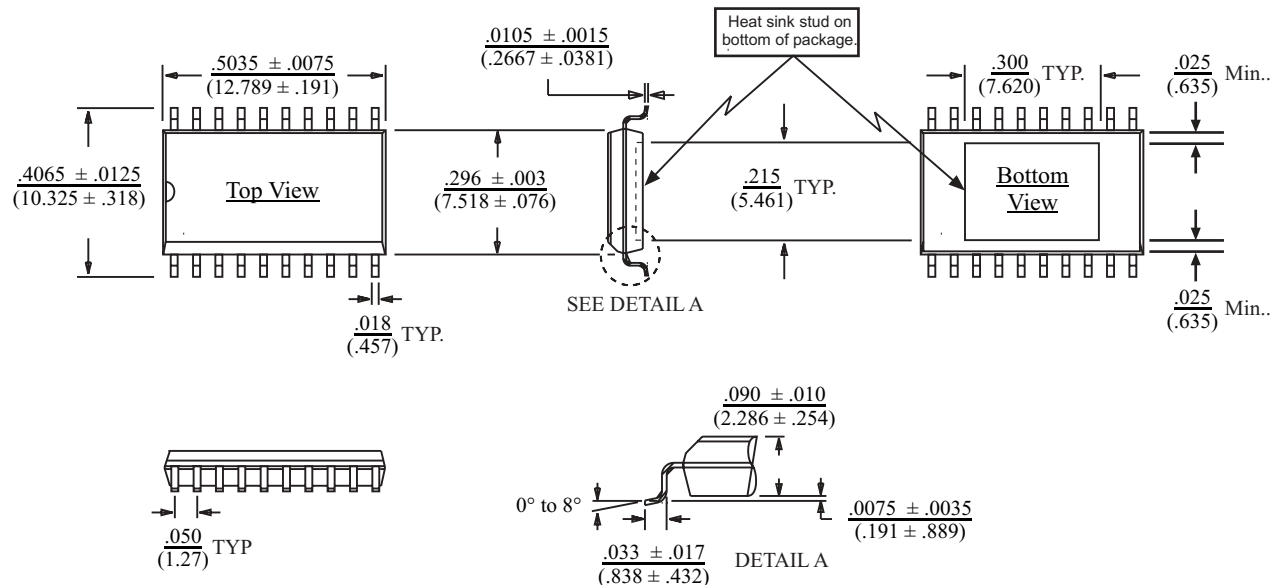 Heat sink stud on
bottom of package.
.0105 ± .0015
(.2667 ± .0381)
.5035 ± .0075
(12.789 ± .191)
.300 TYP.
(7.620)
.025 Min..
(.635)
.4065 ± .0125
(10.325 ± .318)
Top View
.296 ± .003
(7.518 ± .076)
.215 TYP.
(5.461)
Bottom
View
SEE DETAIL A
.018 TYP.
(.457)
.025 Min..
(.635)
.090 ± .010
(2.286 ± .254)
0° to 8°
.050 TYP
(1.27)
.0075 ± .0035
(.191 ± .889)
.033 ± .017
(.838 ± .432)
DETAIL A